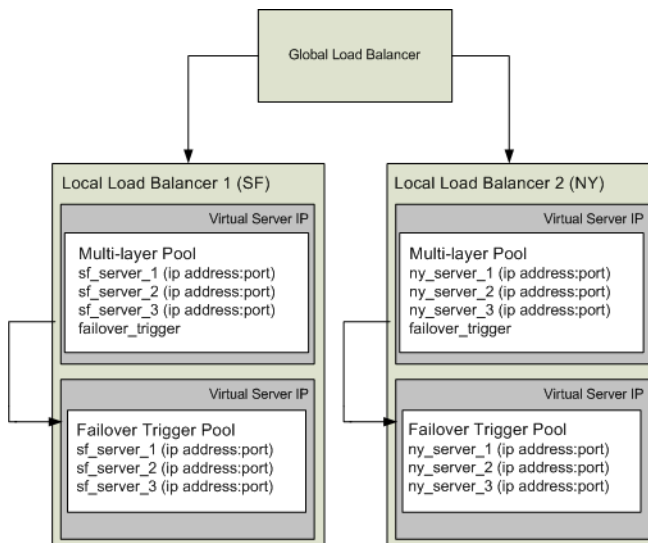 Global Load Balancer
Local Load Balancer 1 (SF)
Virtual Server IP
Multi-layer Pool
sf_server_1 (ip address:port)
sf_server_2 (ip address:port)
sf_server_3 (ip address:port)
failover_trigger
Virtual Server IP
Failover Trigger Pool
sf_server_1 (ip address:port)
sf_server_2 (ip address:port)
sf_server_3 (ip address:port)
Local Load Balancer 2 (NY)
Virtual Server IP
Multi-layer Pool
ny_server_1 (ip address:port)
ny_server_2 (ip address:port)
ny_server_3 (ip address:port)
failover_trigger
Virtual Server IP
Failover Trigger Pool
ny_server_1 (ip address:port)
ny_server_2 (ip address:port)
ny_server_3 (ip address:port)